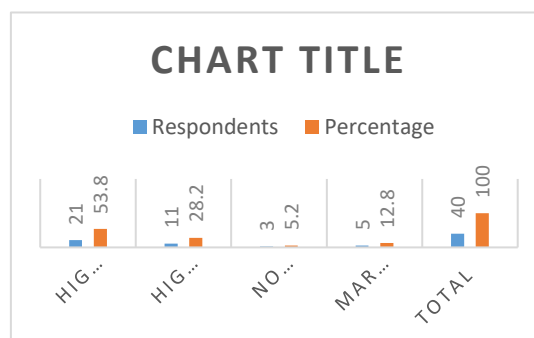 CHART TITLE
Respondents Percentage
21 53.8 11 28.2 3 5.2 5 12.8 40 100
HIG... HIG... NO... MAR... TOTAL